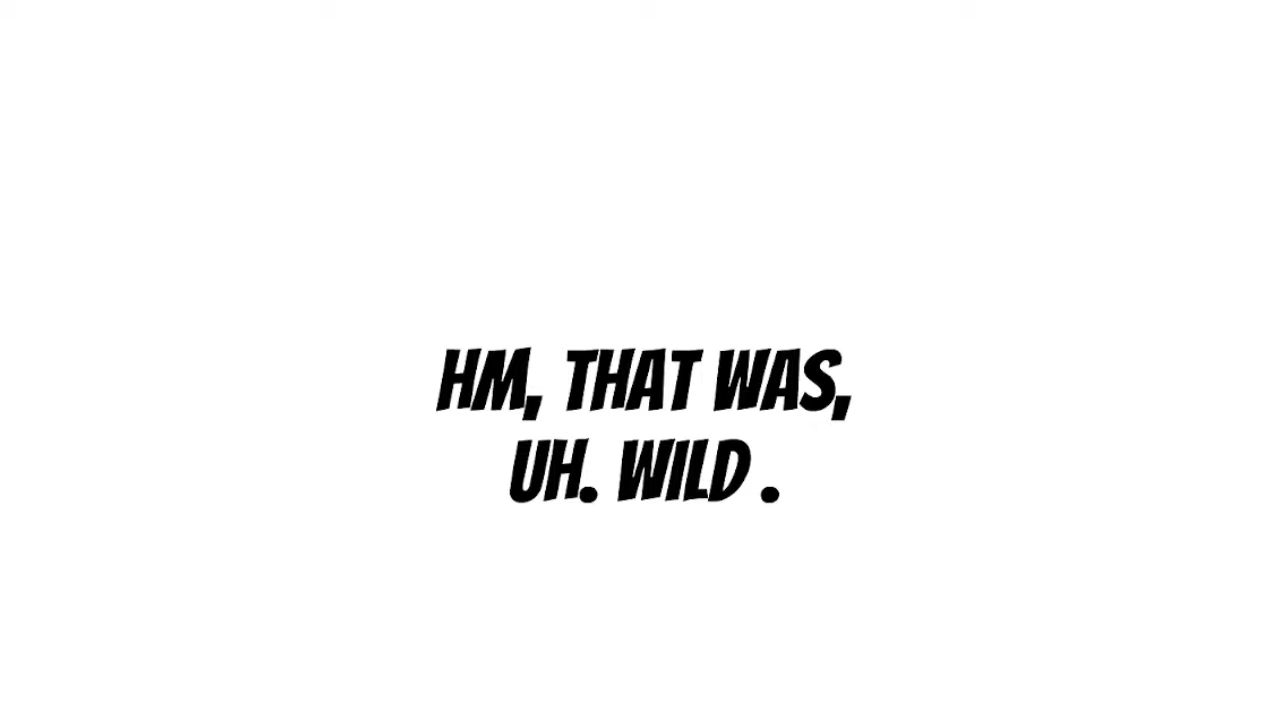 HM, THAT WAS,
UH. WILD .